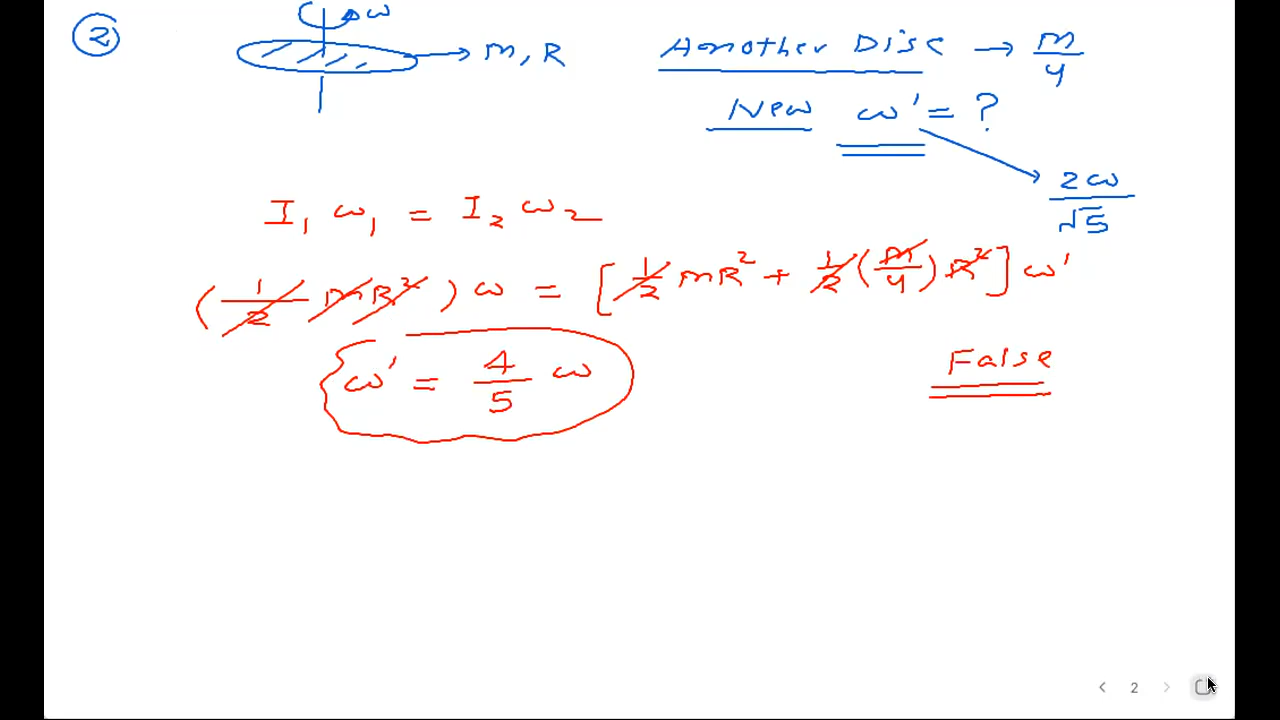 ② ω
m, R
Another Disc → m/4
New ω' = ?
2ω/√5
I₁ ω₁ = I₂ ω₂
(1/2 mR²) ω = [1/2 mR² + 1/2 (m/4) R²] ω'
ω' = 4/5 ω
False
2